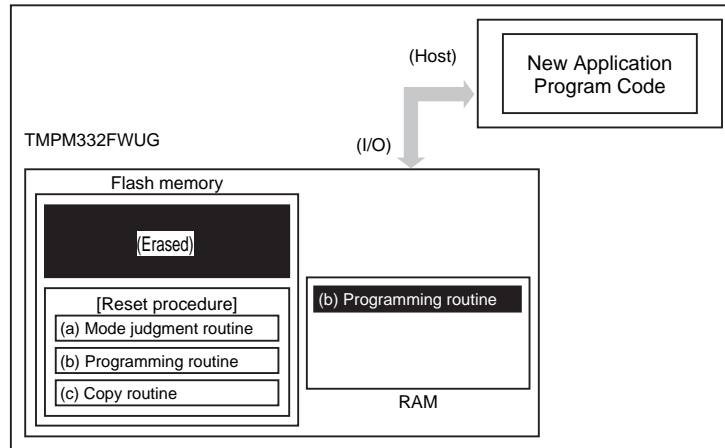 (Host)
New Application
Program Code
TMPM332FWUG
(I/O)
Flash memory
(Erased)
[Reset procedure]
(a) Mode judgment routine
(b) Programming routine
(c) Copy routine
(b) Programming routine
RAM